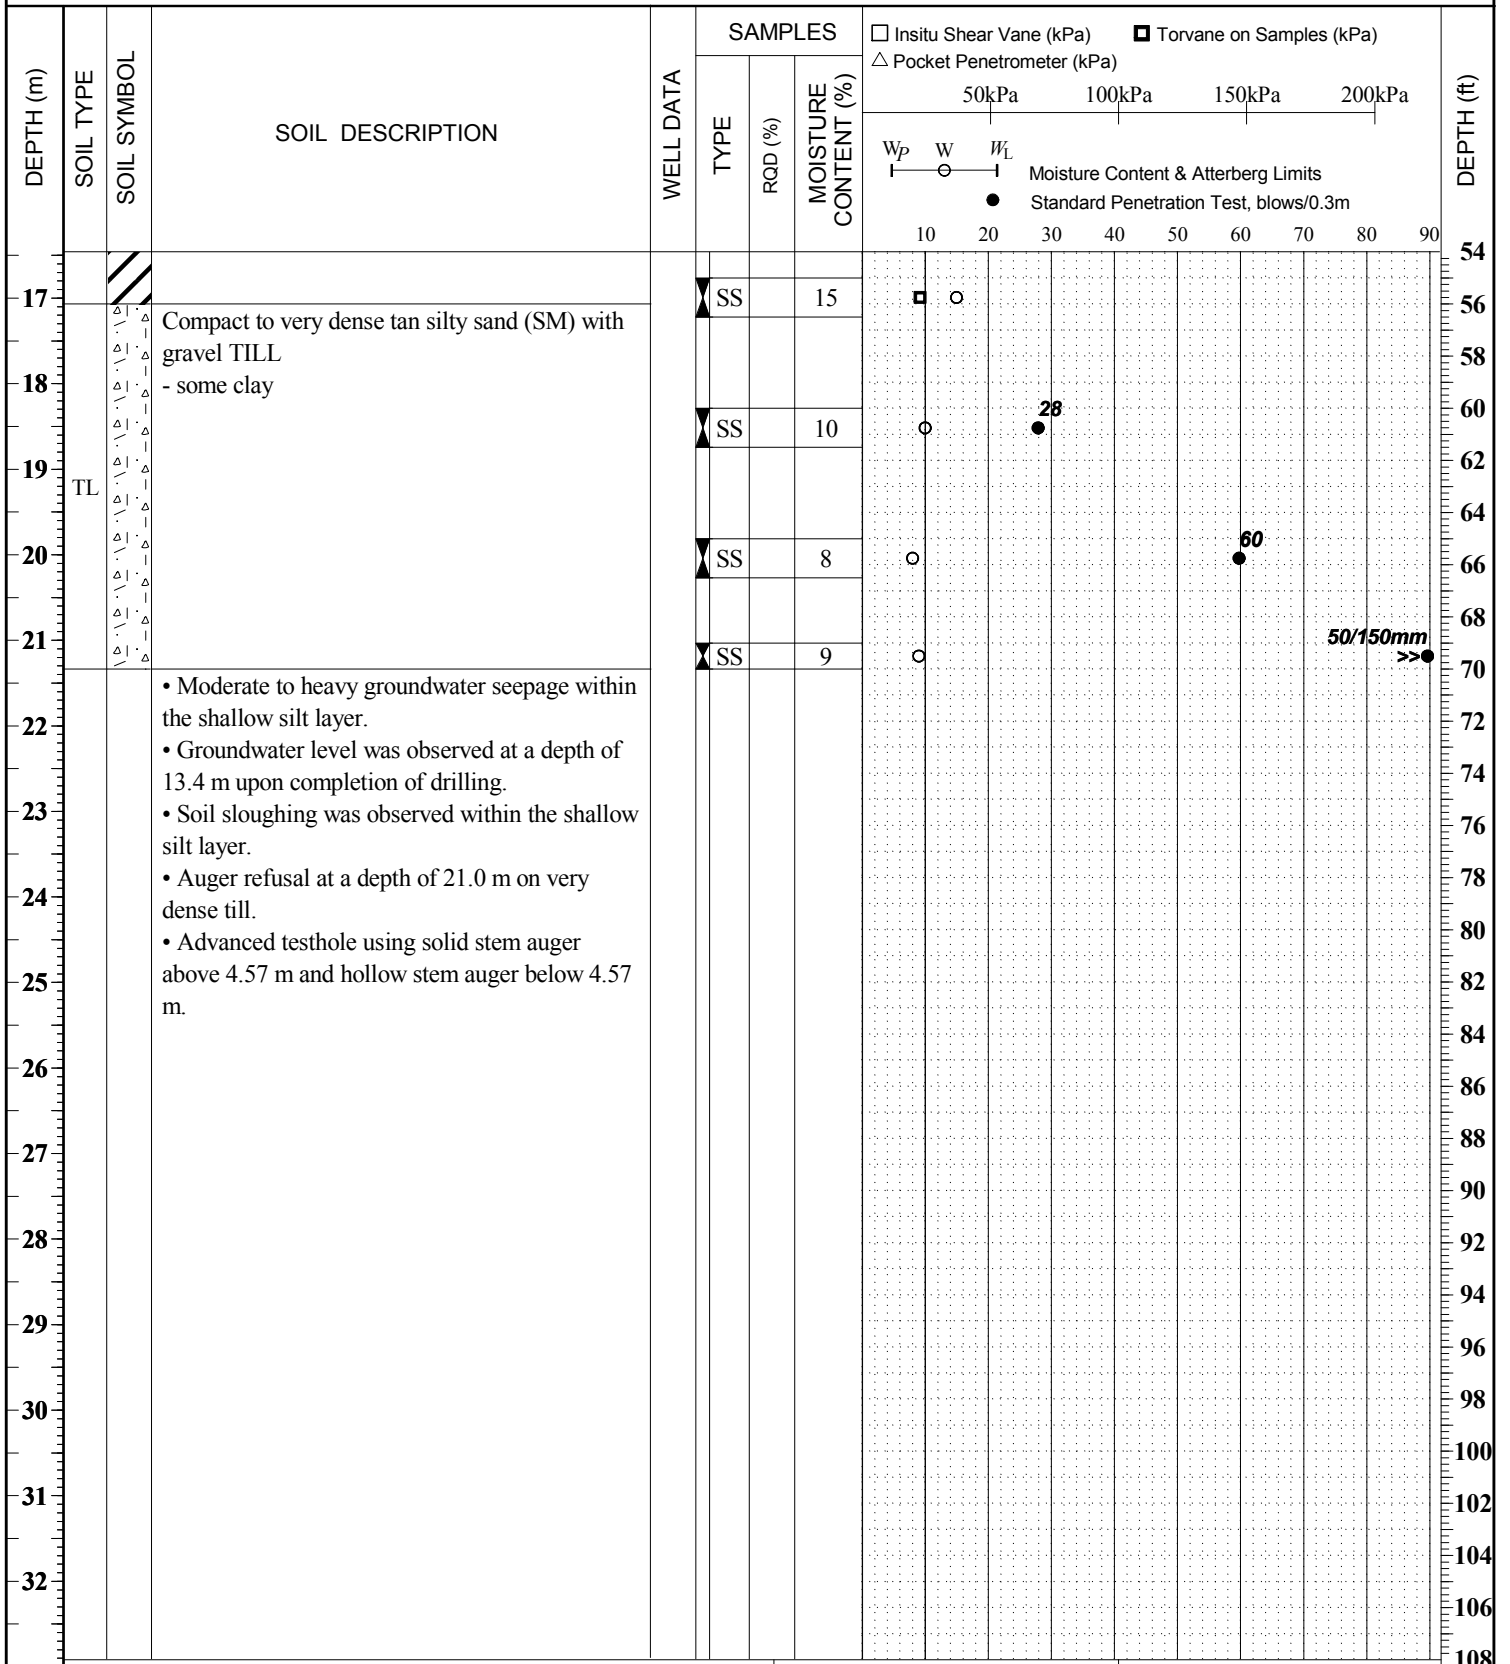 DEPTH (m)
SOIL TYPE
SOIL SYMBOL
SOIL DESCRIPTION
WELL DATA
SAMPLES
TYPE
RQD (%)
MOISTURE
CONTENT (%)
Insitu Shear Vane (kPa)
Torvane on Samples (kPa)
Pocket Penetrometer (kPa)
50kPa 100kPa 150kPa 200kPa
WP W WL
Moisture Content & Atterberg Limits
Standard Penetration Test, blows/0.3m
10 20 30 40 50 60 70 80 90
DEPTH (ft)
54
17
SS 15
56
Compact to very dense tan silty sand (SM) with
gravel TILL
58
- some clay
18
28
60
SS 10
19
62
TL
64
60
20
SS 8
66
68
21
50/150mm
SS 9
>>
70
• Moderate to heavy groundwater seepage within
the shallow silt layer.
22
72
• Groundwater level was observed at a depth of
13.4 m upon completion of drilling.
74
23
• Soil sloughing was observed within the shallow
76
silt layer.
• Auger refusal at a depth of 21.0 m on very
78
24
dense till.
80
• Advanced testhole using solid stem auger
above 4.57 m and hollow stem auger below 4.57
25
82
m.
84
26
86
27
88
90
28
92
94
29
96
30
98
100
31
102
104
32
106
108